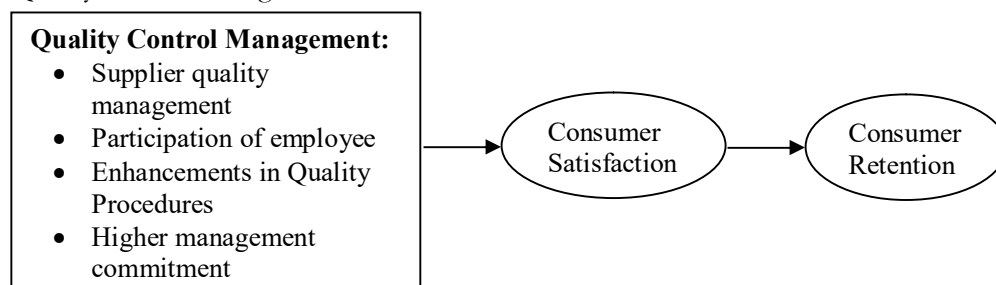 Quality Control Management:
• Supplier quality
management
• Participation of employee
• Enhancements in Quality
Procedures
• Higher management
commitment
Consumer
Satisfaction
Consumer
Retention